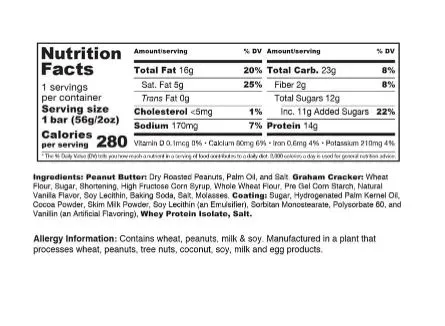 Nutrition Facts
1 servings per container
Serving size
1 bar (56g/2oz)
Calories per serving 280
Amount/serving % DV Amount/serving % DV
Total Fat 16g 20% Total Carb. 23g 8%
Sat. Fat 5g 25% Fiber 2g 8%
Trans Fat 0g Total Sugars 12g
Cholesterol <5mg 1% Inc. 11g Added Sugars 22%
Sodium 170mg 7% Protein 14g
Vitamin D 0.1mg 0% • Calcium 80mg 6% • Iron 0.6mg 4% • Potassium 210mg 4%
* The % Daily Value (DV) tells you how much a nutrient in a serving of food contributes to a daily diet. 2,000 calories a day is used for general nutrition advice.
Ingredients: Peanut Butter: Dry Roasted Peanuts, Palm Oil, and Salt. Graham Cracker: Wheat
Flour, Sugar, Shortening, High Fructose Corn Syrup, Whole Wheat Flour, Pre Gel Corn Starch, Natural
Vanilla Flavor, Soy Lecithin, Baking Soda, Salt, Molasses. Coating: Sugar, Hydrogenated Palm Kernel Oil,
Cocoa Powder, Skim Milk Powder, Soy Lecithin (an Emulsifier), Sorbitan Monostearate, Polysorbate 60, and
Vanillin (an Artificial Flavoring), Whey Protein Isolate, Salt.
Allergy Information: Contains wheat, peanuts, milk & soy. Manufactured in a plant that
processes wheat, peanuts, tree nuts, coconut, soy, milk and egg products.